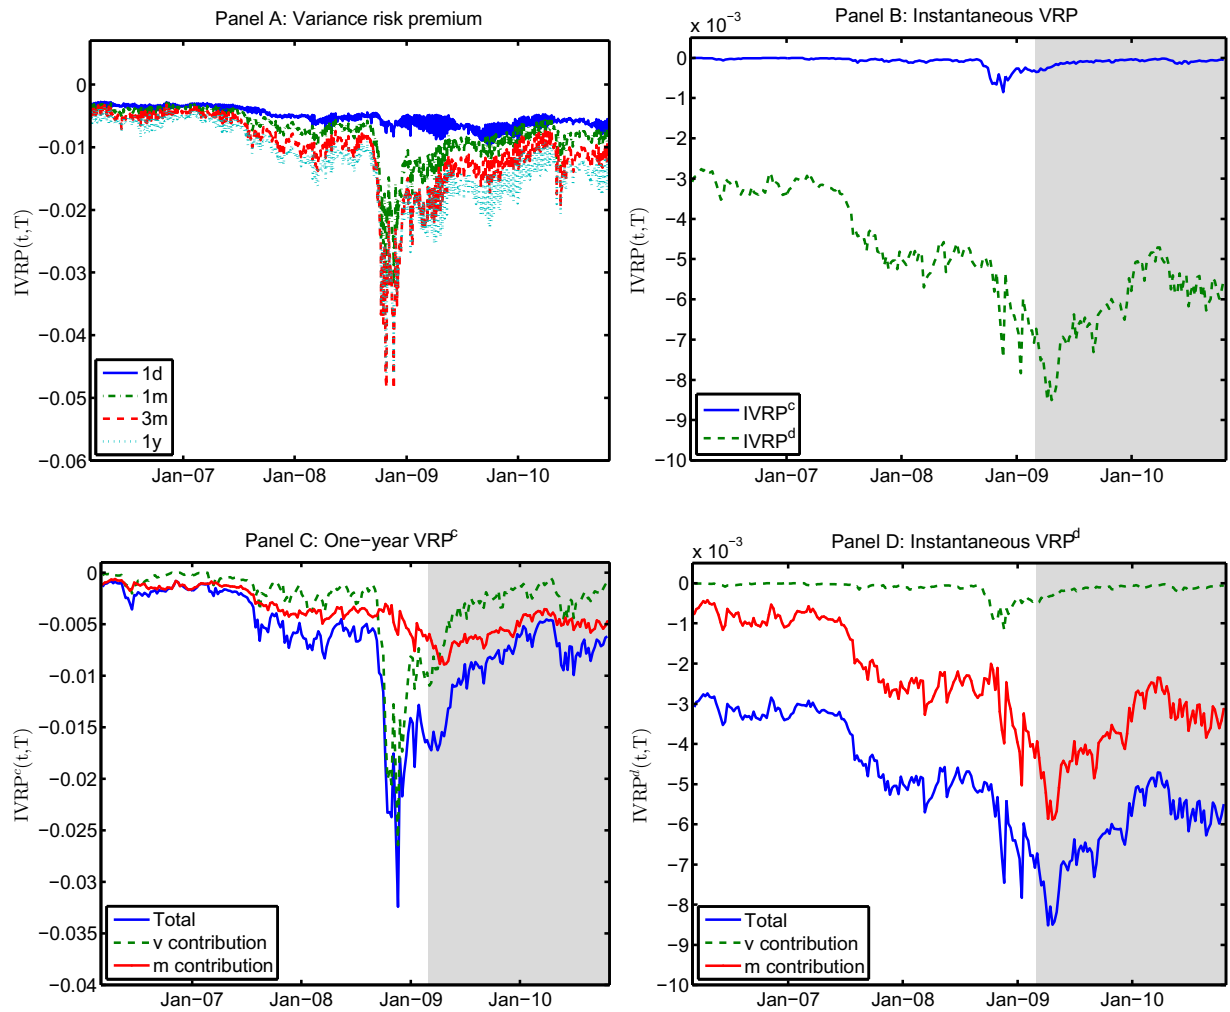 Panel A: Variance risk premium
0
−0.01
−0.02
−0.03
−0.04
−0.05
−0.06
IVRP(t,T)
1d
1m
3m
1y
Jan−07 Jan−08 Jan−09 Jan−10
Panel B: Instantaneous VRP
x 10−3
0
−1
−2
−3
−4
−5
−6
−7
−8
−9
−10
IVRP(t,T)
IVRPc
IVRPd
Jan−07 Jan−08 Jan−09 Jan−10
Panel C: One−year VRPc
0
−0.005
−0.01
−0.015
−0.02
−0.025
−0.03
−0.035
−0.04
IVRPc(t,T)
Total
v contribution
m contribution
Jan−07 Jan−08 Jan−09 Jan−10
Panel D: Instantaneous VRPd
x 10−3
0
−1
−2
−3
−4
−5
−6
−7
−8
−9
−10
IVRPd(t,T)
Total
v contribution
m contribution
Jan−07 Jan−08 Jan−09 Jan−10